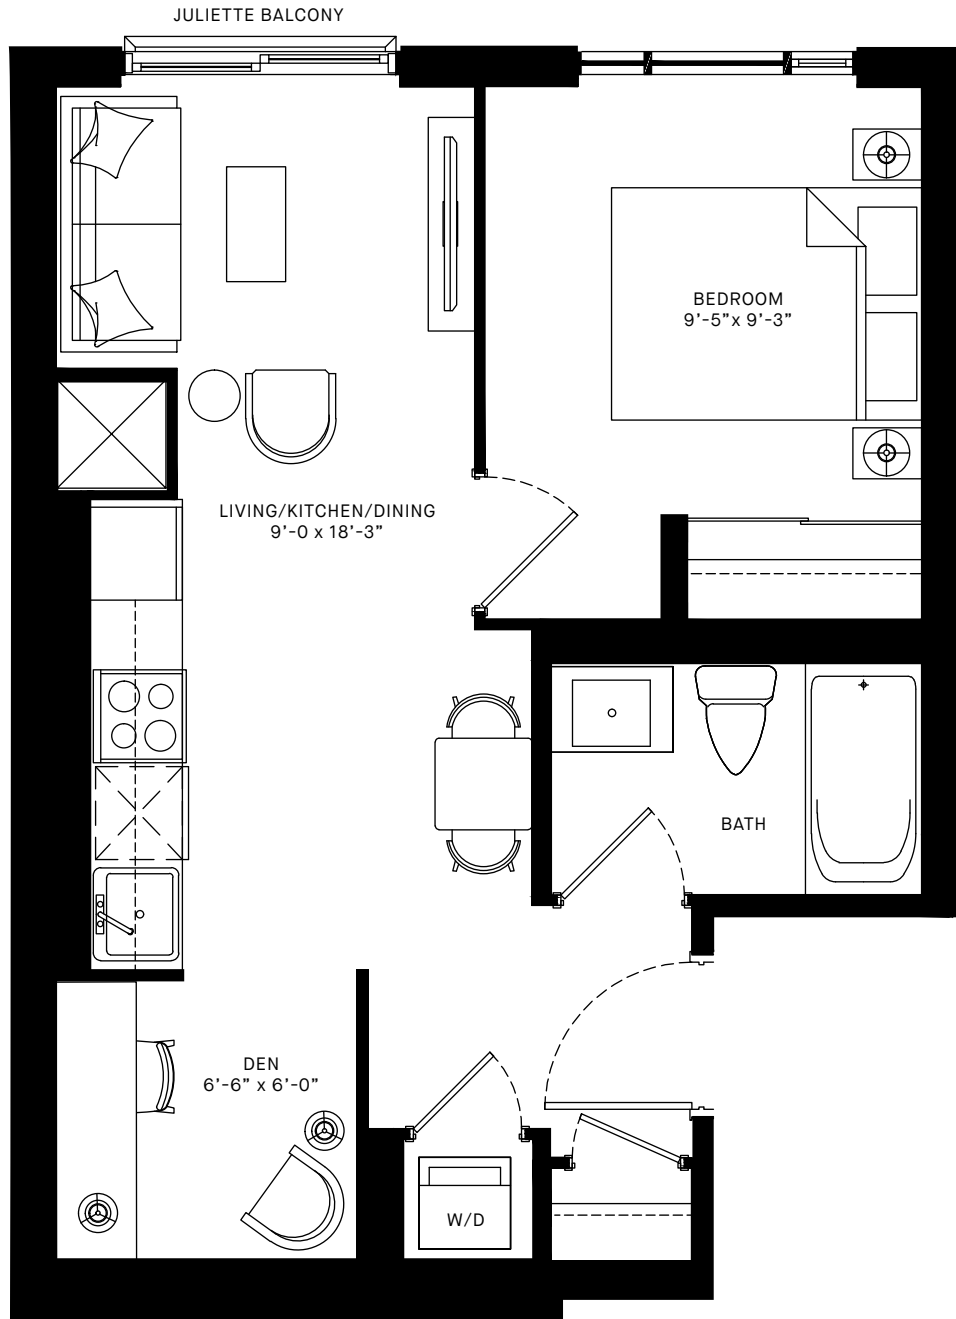 JULIETTE BALCONY
BEDROOM
9’-5” x 9’-3”
LIVING/KITCHEN/DINING
9’-0 x 18’-3”
BATH
DEN
6’-6” x 6’-0”
W/D